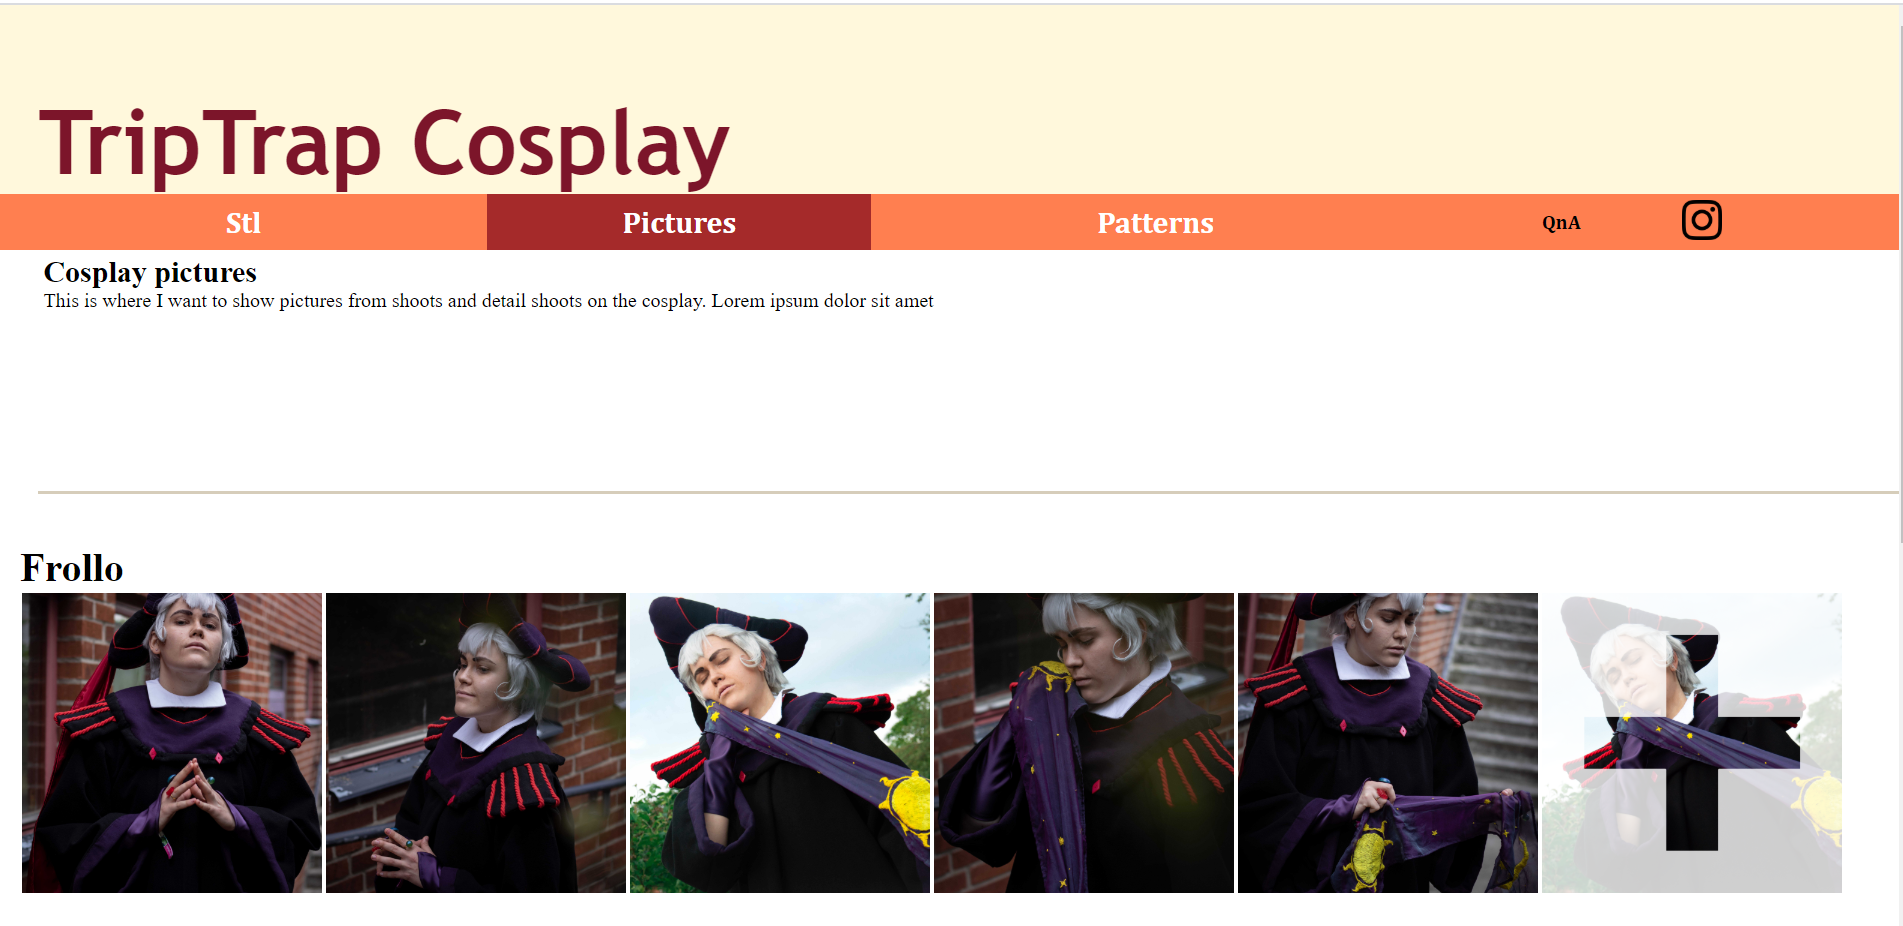 TripTrap Cosplay
Stl
Pictures
Patterns
QnA
Cosplay pictures
This is where I want to show pictures from shoots and detail shoots on the cosplay. Lorem ipsum dolor sit amet
Frollo